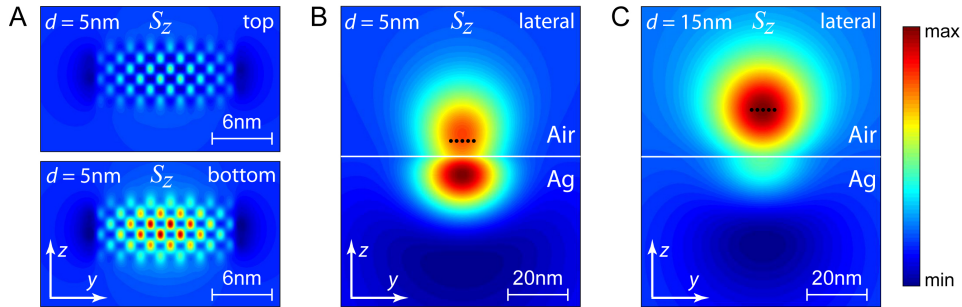 A
d = 5nm
S_z
top
6nm
d = 5nm
S_z
bottom
z
y
6nm
B
d = 5nm
S_z
lateral
Air
Ag
z
y
20nm
C
d = 15nm
S_z
lateral
Air
Ag
z
y
20nm
max
min